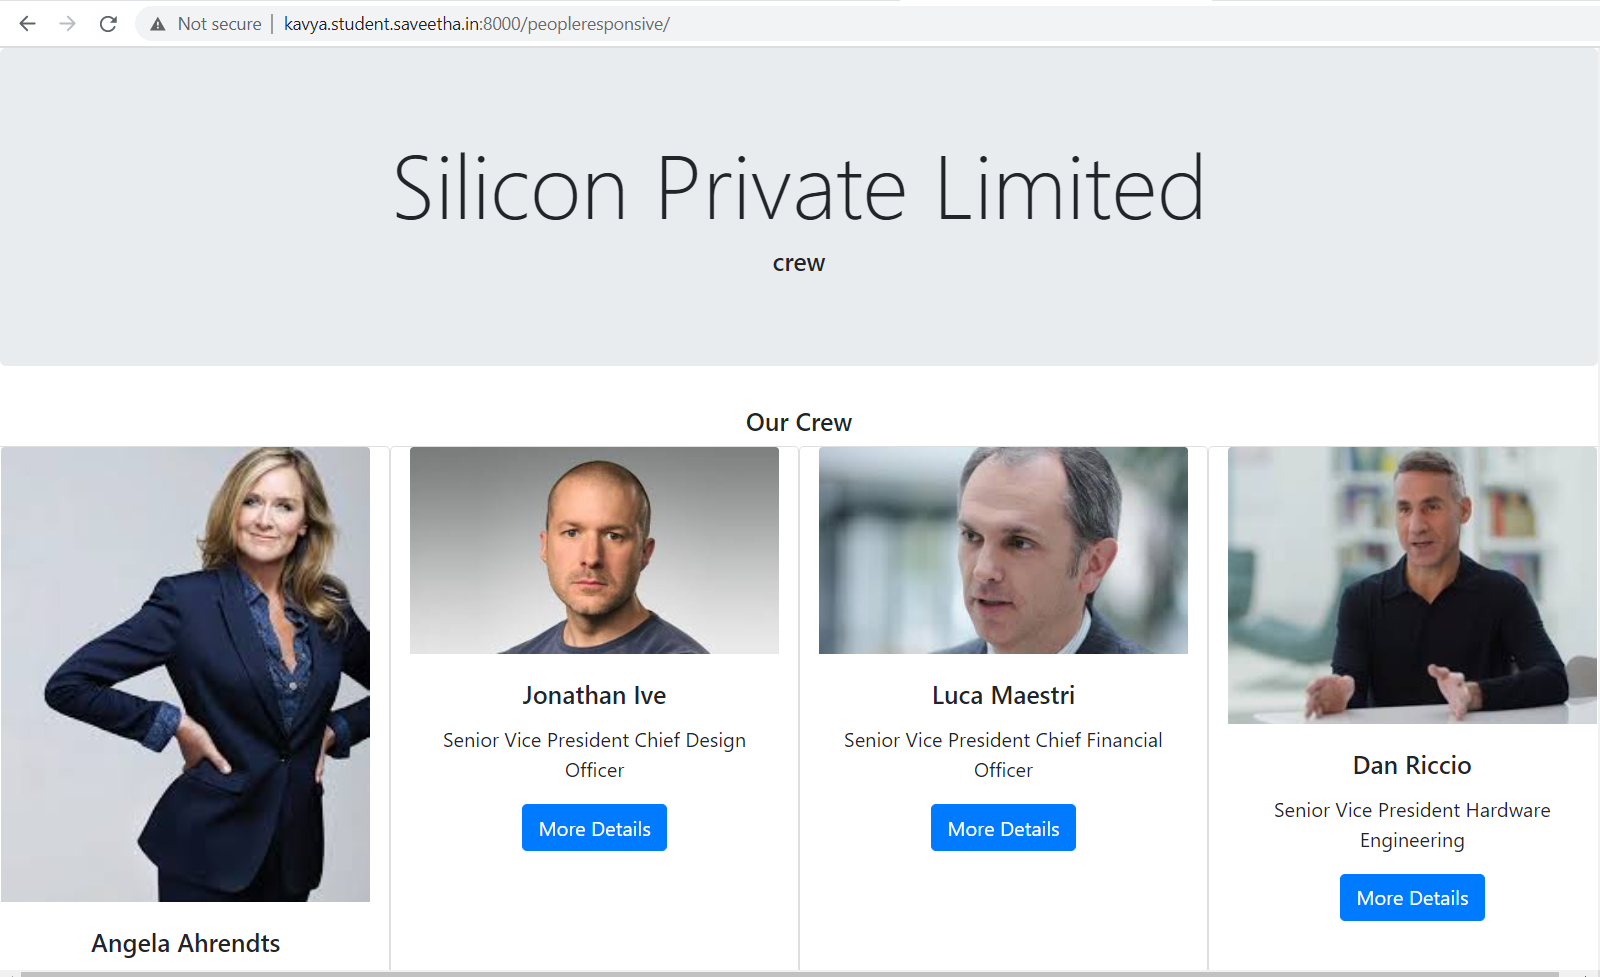 Not secure | kavya.student.saveetha.in:8000/peopleresponsive/
Silicon Private Limited
crew
Our Crew
Angela Ahrendts
Jonathan Ive
Senior Vice President Chief Design
Officer
More Details
Luca Maestri
Senior Vice President Chief Financial
Officer
More Details
Dan Riccio
Senior Vice President Hardware
Engineering
More Details